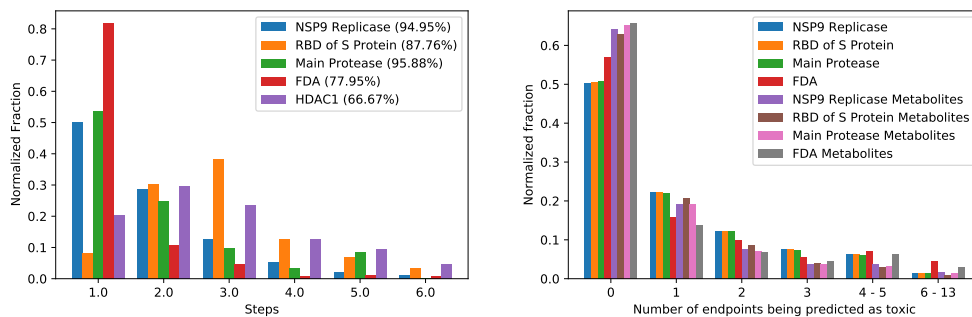 NSP9 Replicase (94.95%)
RBD of S Protein (87.76%)
Main Protease (95.88%)
FDA (77.95%)
HDAC1 (66.67%)
Normalized Fraction
0.8
0.7
0.6
0.5
0.4
0.3
0.2
0.1
0.0
1.0 2.0 3.0 4.0 5.0 6.0
Steps
NSP9 Replicase
RBD of S Protein
Main Protease
FDA
NSP9 Replicase Metabolites
RBD of S Protein Metabolites
Main Protease Metabolites
FDA Metabolites
Normalized fraction
0.6
0.5
0.4
0.3
0.2
0.1
0.0
0 1 2 3 4 - 5 6 - 13
Number of endpoints being predicted as toxic